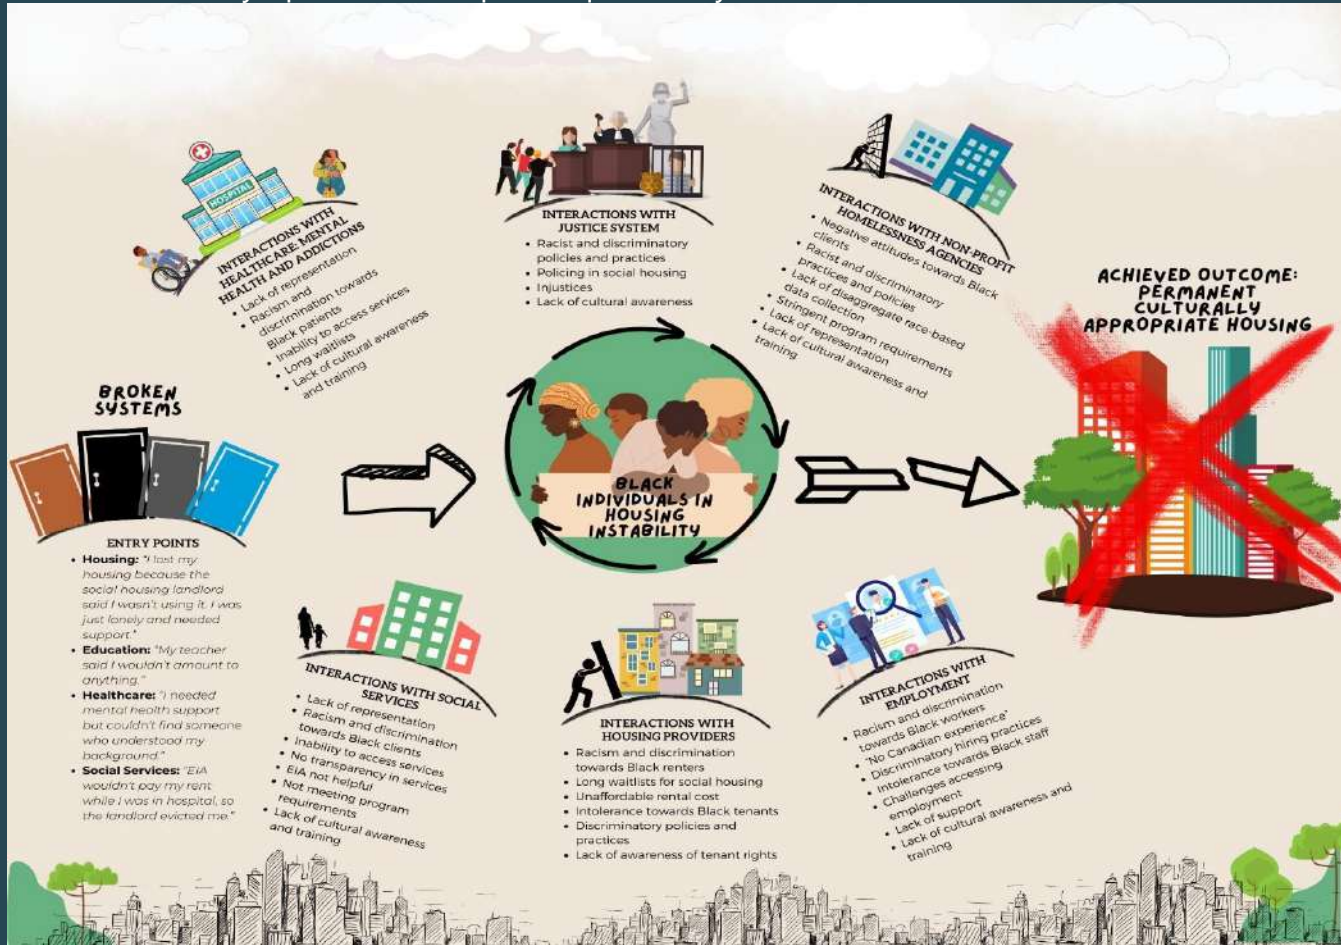 HOSPITAL
INTERACTIONS WITH
HEALTHCARE: MENTAL
HEALTH AND ADDICTIONS
• Lack of representation
• Racism and
discrimination towards
Black patients
• Inability to access services
• Long waitlists
• Lack of cultural awareness
and training
INTERACTIONS WITH
JUSTICE SYSTEM
• Racist and discriminatory
policies and practices
• Policing in social housing
• Injustices
• Lack of cultural awareness
INTERACTIONS WITH NON-PROFIT
HOMELESSNESS AGENCIES
• Negative attitudes towards Black
clients
• Racist and discriminatory
practices and policies
• Lack of disaggregate race-based
data collection
• Stringent program requirements
• Lack of representation
• Lack of cultural awareness and
training
ACHIEVED OUTCOME:
PERMANENT
CULTURALLY
APPROPRIATE HOUSING
BROKEN
SYSTEMS
ENTRY POINTS
• Housing: "I lost my
housing because the
social housing landlord
said I wasn't using it. I was
just lonely and needed
support."
• Education: "My teacher
said I wouldn't amount to
anything."
• Healthcare: "I needed
mental health support
but couldn't find someone
who understood my
background."
• Social Services: "EIA
wouldn't pay my rent
while I was in hospital, so
the landlord evicted me."
BLACK
INDIVIDUALS IN
HOUSING
INSTABILITY
INTERACTIONS WITH SOCIAL
SERVICES
• Lack of representation
• Racism and discrimination
towards Black clients
• Inability to access services
• No transparency in services
• EIA not helpful
• Not meeting program
requirements
• Lack of cultural awareness
and training
INTERACTIONS WITH
HOUSING PROVIDERS
• Racism and discrimination
towards Black renters
• Long waitlists for social housing
• Unaffordable rental cost
• Intolerance towards Black tenants
• Discriminatory policies and
practices
• Lack of awareness of tenant rights
INTERACTIONS WITH
EMPLOYMENT
• Racism and discrimination
towards Black workers
• "No Canadian experience"
• Discriminatory hiring practices
• Intolerance towards Black staff
• Challenges accessing
employment
• Lack of support
• Lack of cultural awareness and
training